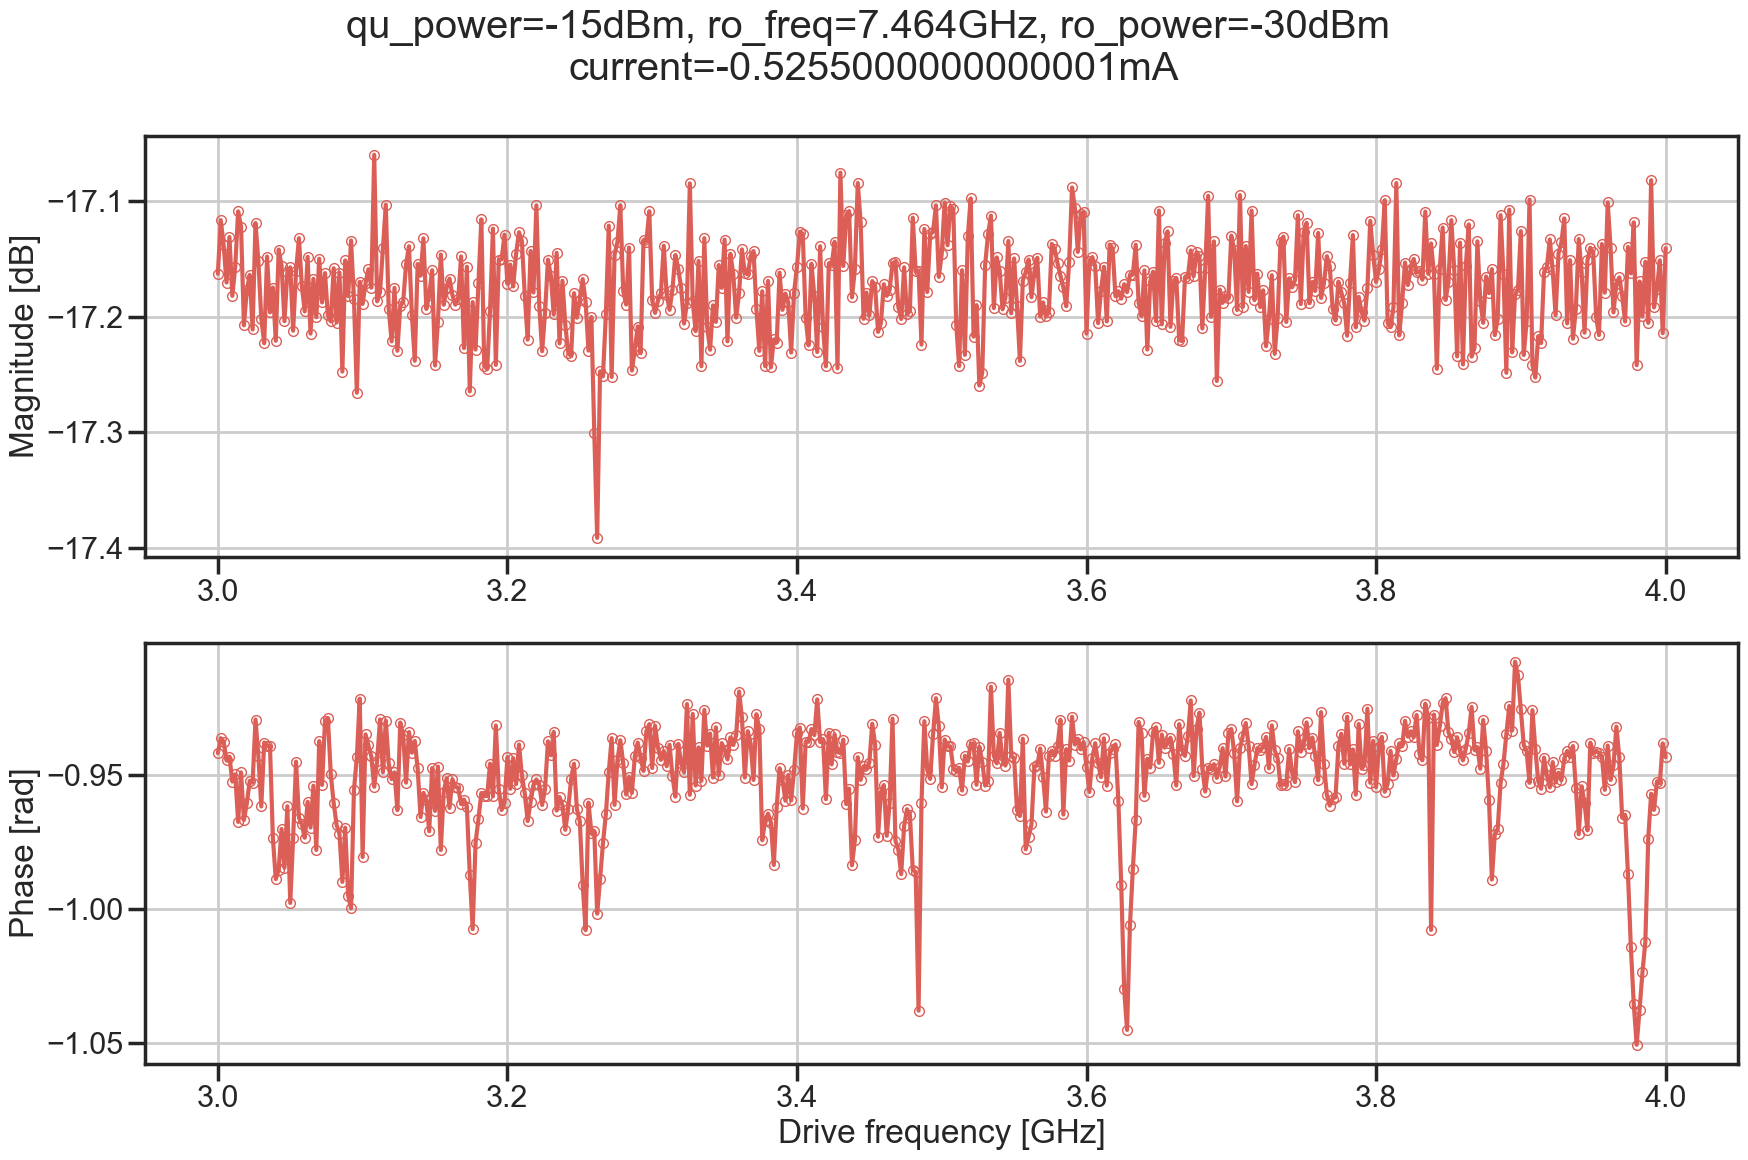 qu_power=-15dBm, ro_freq=7.464GHz, ro_power=-30dBm
current=-0.5255000000000001mA
Magnitude [dB]
−17.1
−17.2
−17.3
−17.4
3.0 3.2 3.4 3.6 3.8 4.0
Phase [rad]
−0.95
−1.00
−1.05
3.0 3.2 3.4 3.6 3.8 4.0
Drive frequency [GHz]